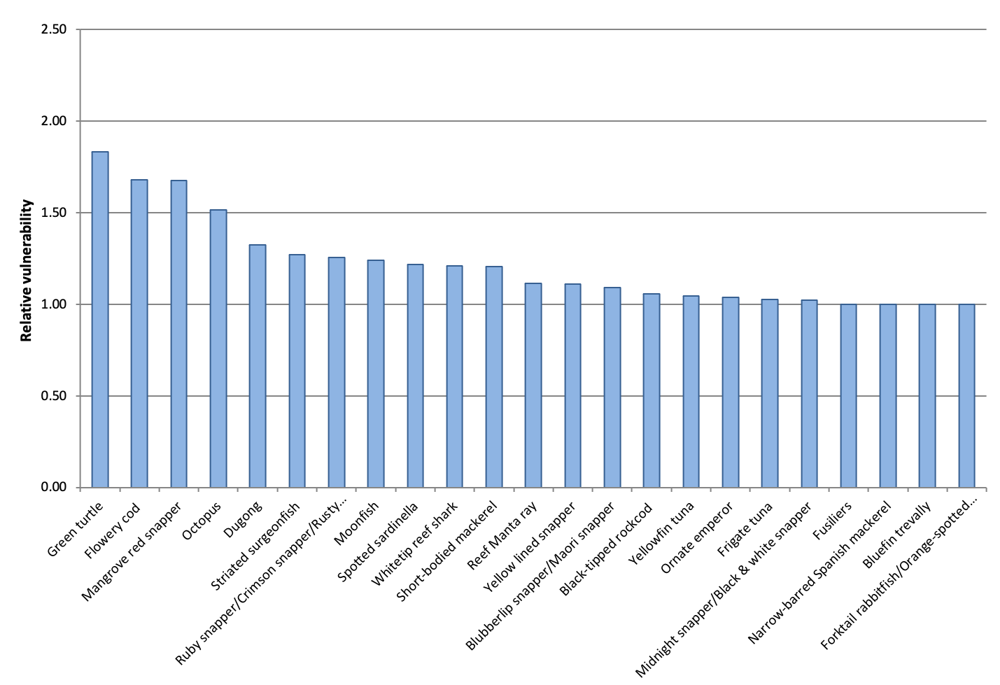 2.50
2.00
1.50
1.00
0.50
0.00
Relative vulnerability
Green turtle
Flowery cod
Mangrove red snapper
Octopus
Dugong
Striated surgeonfish
Ruby snapper/Crimson snapper/Rusty...
Moonfish
Spotted sardinella
Whitetip reef shark
Short-bodied mackerel
Reef Manta ray
Yellow lined snapper
Blubberlip snapper/Maori snapper
Black-tipped rockcod
Yellowfin tuna
Ornate emperor
Frigate tuna
Midnight snapper/Black & white snapper
Fusiliers
Narrow-barred Spanish mackerel
Bluefin trevally
Forktail rabbitfish/Orange-spotted...